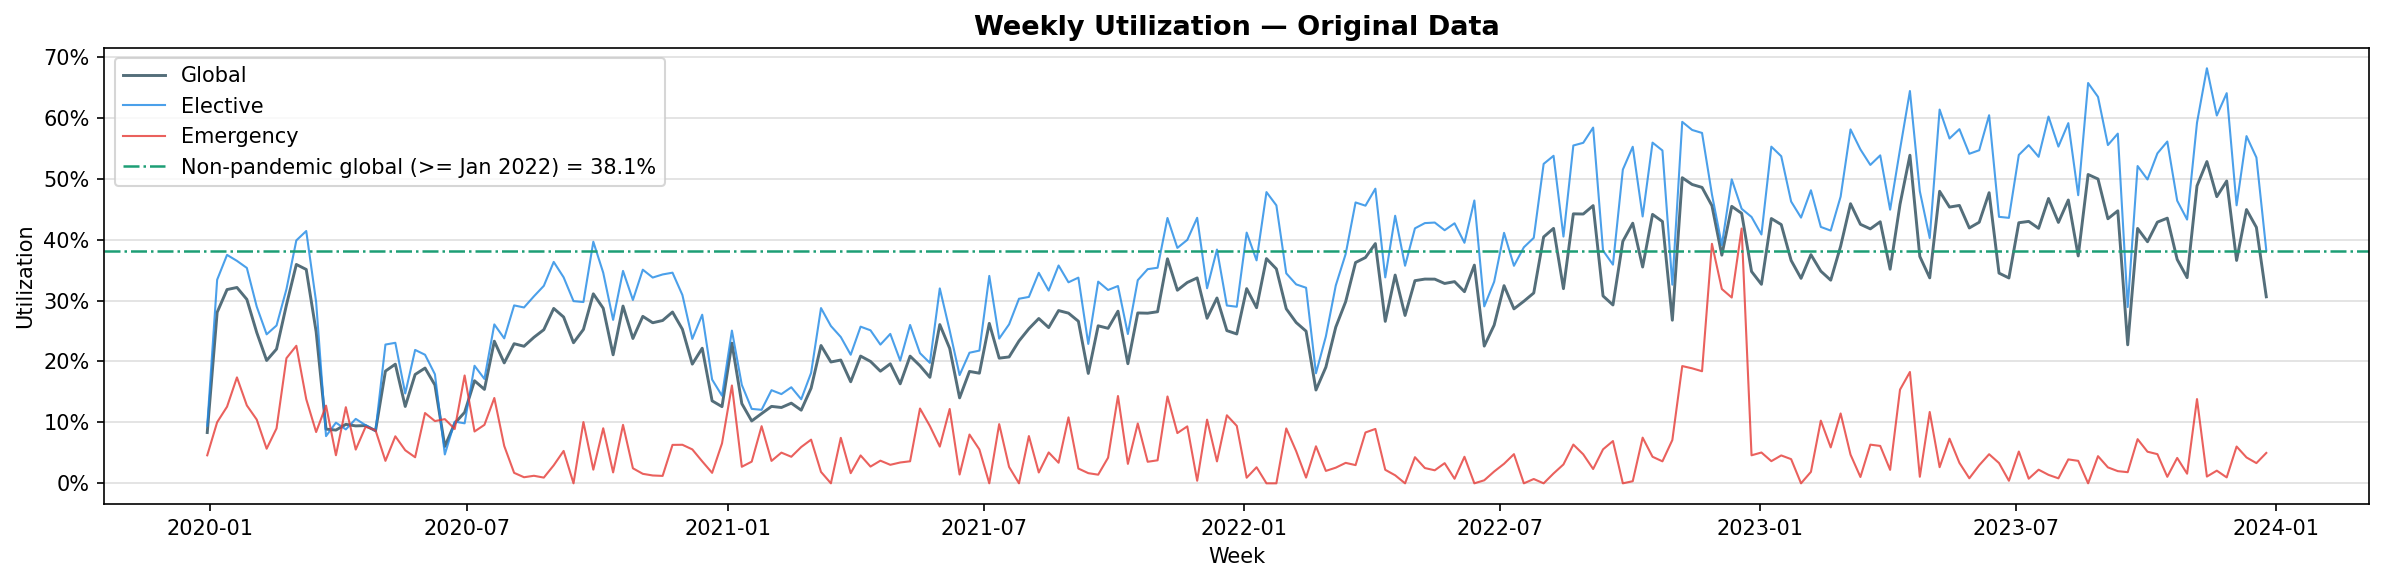 Weekly Utilization — Original Data
70%
60%
50%
40%
30%
20%
10%
0%
Utilization
Global
Elective
Emergency
Non-pandemic global (>= Jan 2022) = 38.1%
2020-01
2020-07
2021-01
2021-07
2022-01
2022-07
2023-01
2023-07
2024-01
Week